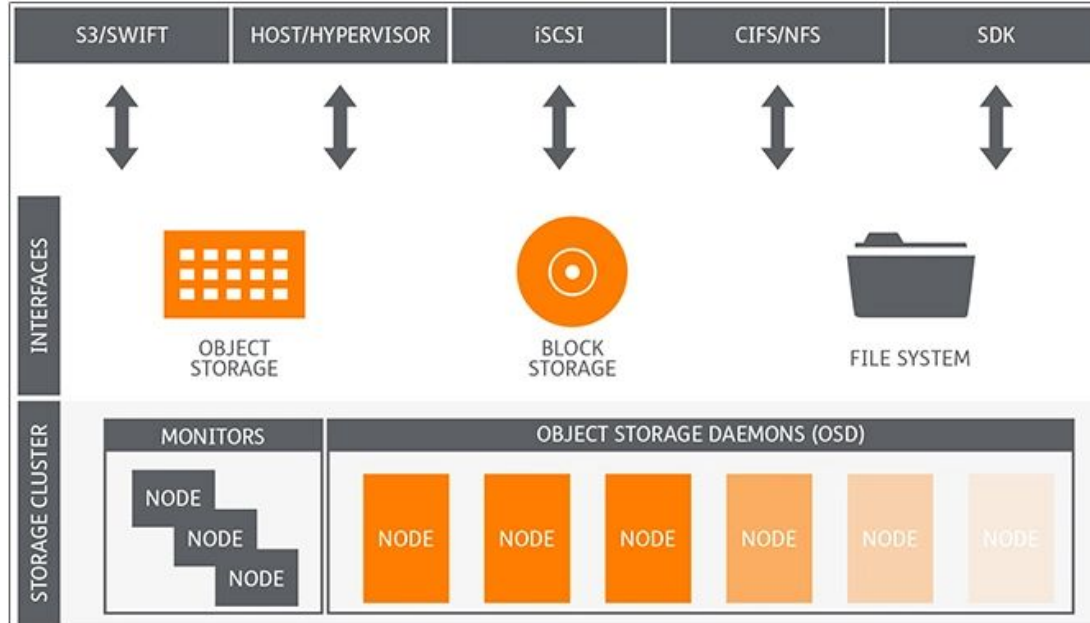 S3/SWIFT
HOST/HYPERVISOR
iSCSI
CIFS/NFS
SDK
INTERFACES
OBJECT
STORAGE
BLOCK
STORAGE
FILE SYSTEM
STORAGE CLUSTER
MONITORS
NODE
NODE
NODE
OBJECT STORAGE DAEMONS (OSD)
NODE
NODE
NODE
NODE
NODE
NODE